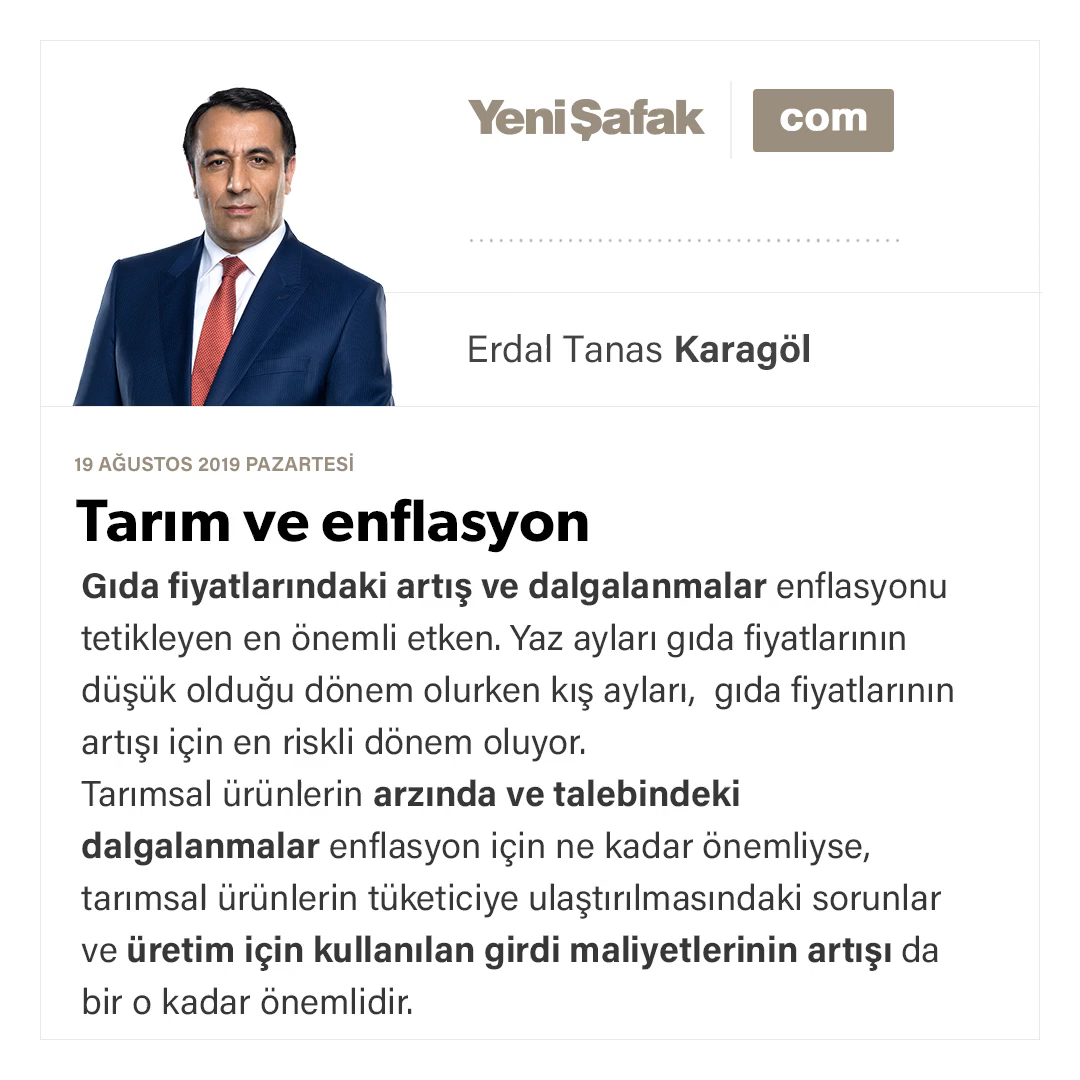 YeniŞafak com
Erdal Tanas Karagöl
19 AĞUSTOS 2019 PAZARTESİ
Tarım ve enflasyon
Gıda fiyatlarındaki artış ve dalgalanmalar enflasyonu
tetikleyen en önemli etken. Yaz ayları gıda fiyatlarının
düşük olduğu dönem olurken kış ayları,  gıda fiyatlarının
artışı için en riskli dönem oluyor.
Tarımsal ürünlerin arzında ve talebindeki
dalgalanmalar enflasyon için ne kadar önemliyse,
tarımsal ürünlerin tüketiciye ulaştırılmasındaki sorunlar
ve üretim için kullanılan girdi maliyetlerinin artışı da
bir o kadar önemlidir.